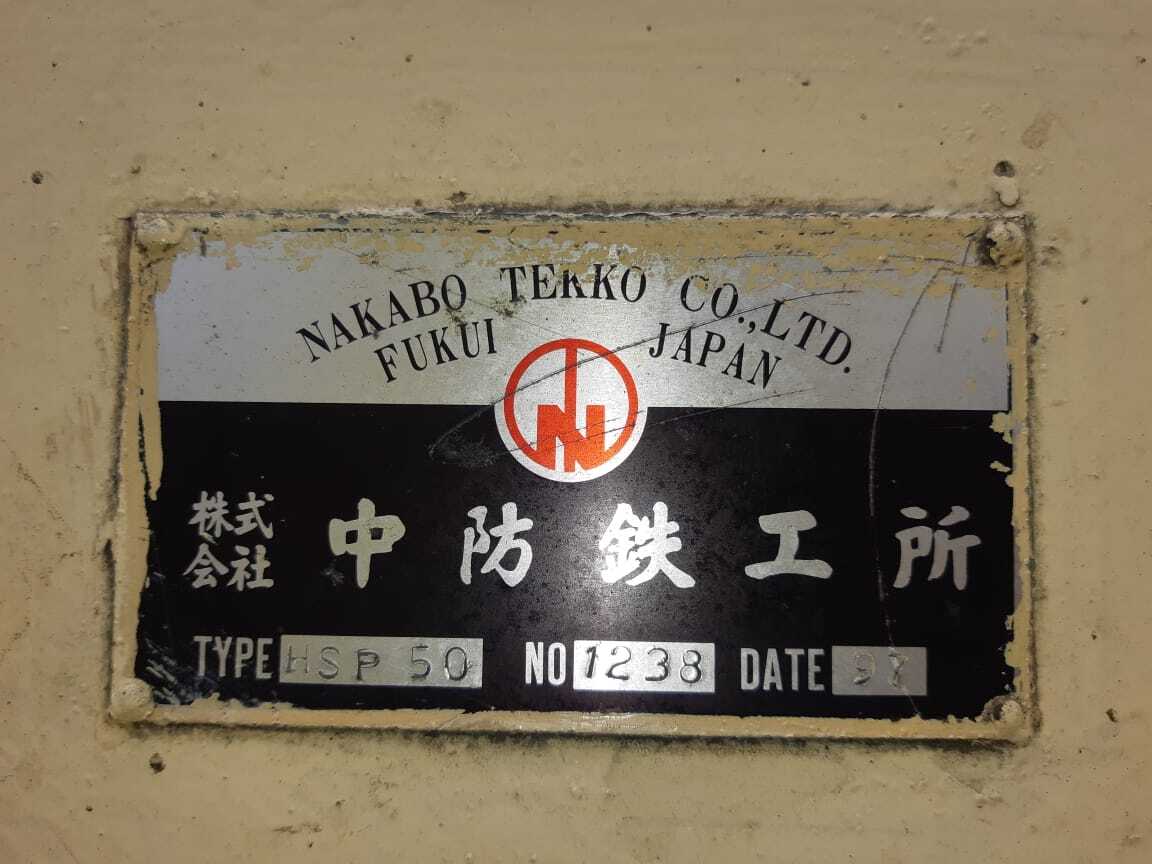 NAKABO TEKKO CO.,LTD.
FUKUI JAPAN
N
株式会社 中防鉄工所
TYPE HSP 50 NO 1238 DATE 97